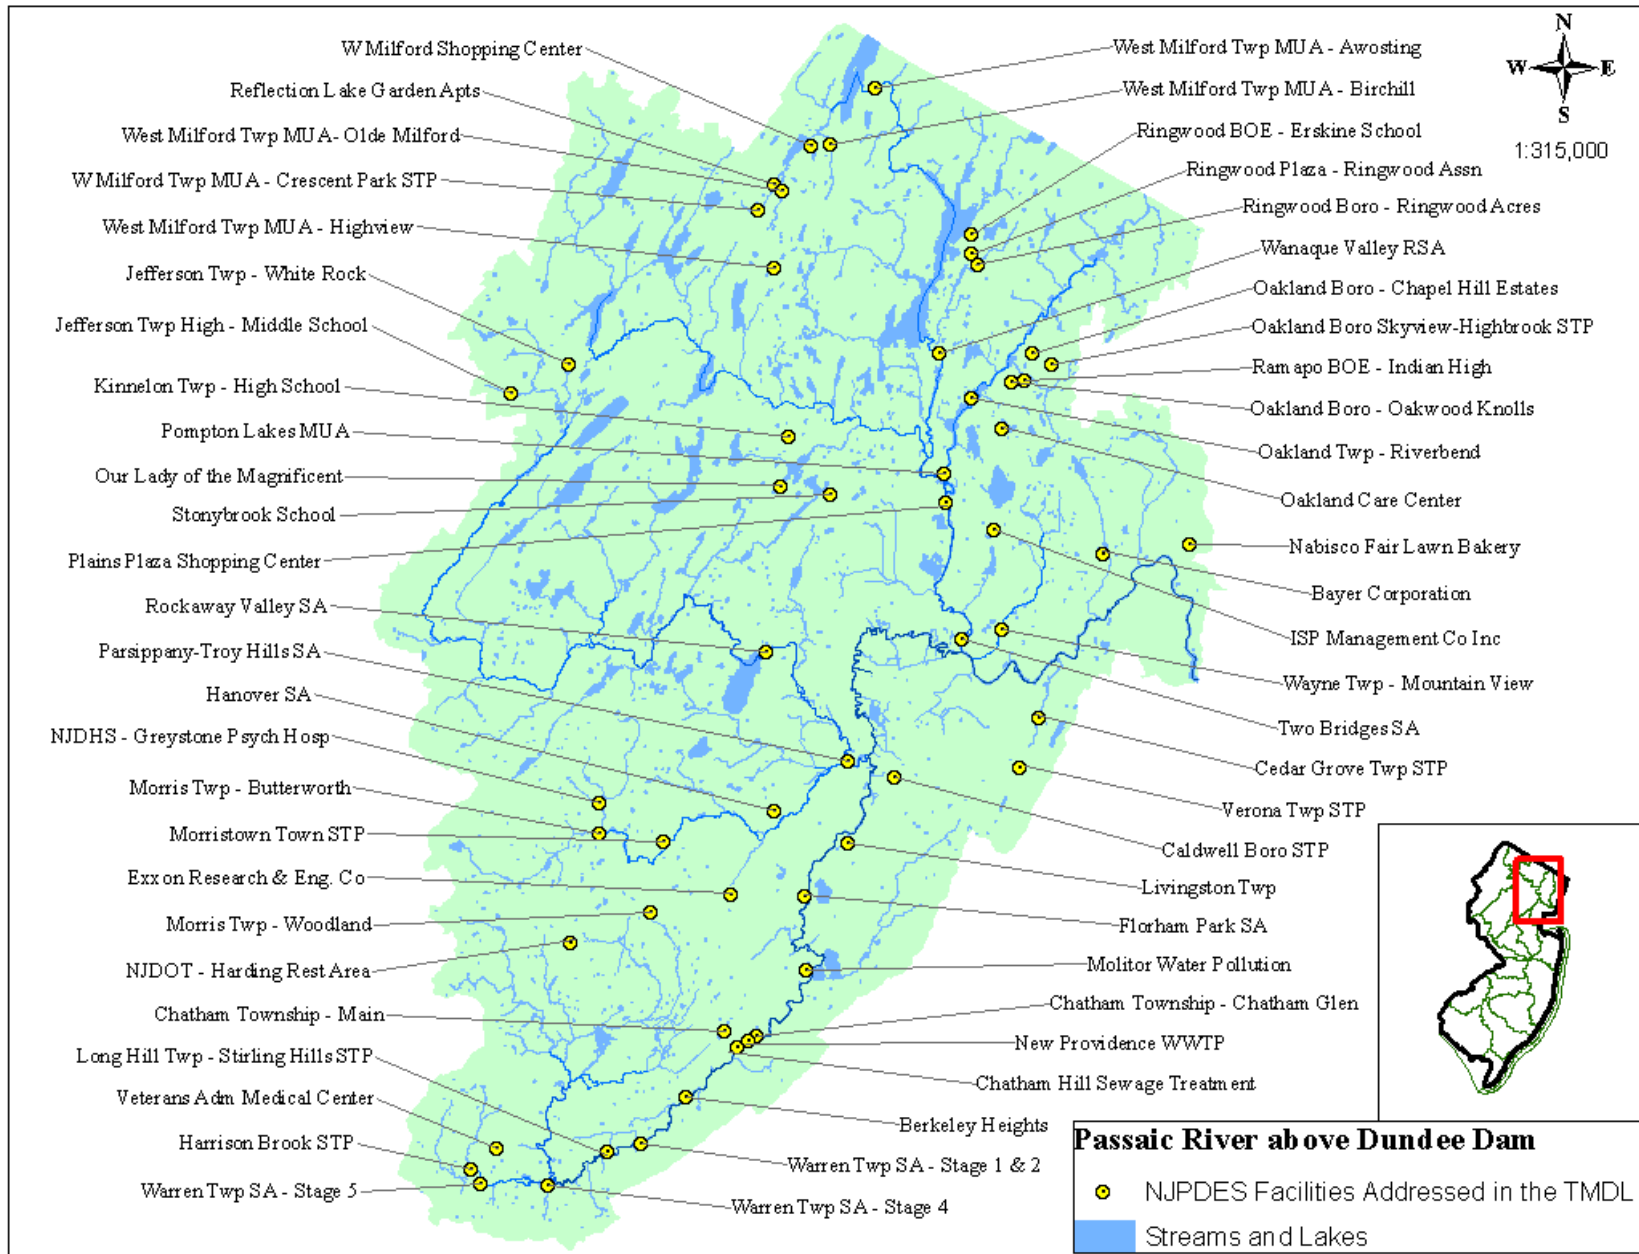 W Milford Shopping Center
Reflection Lake Garden Apts
West Milford Twp MUA- Olde Milford
W Milford Twp MUA - Crescent Park STP
West Milford Twp MUA - Highview
Jefferson Twp - White Rock
Jefferson Twp High - Middle School
Kinnelon Twp - High School
Pompton Lakes MUA
Our Lady of the Magnificent
Stonybrook School
Plains Plaza Shopping Center
Rockaway Valley SA
Parsippany-Troy Hills SA
Hanover SA
NJDHS - Greystone Psych Hosp
Morris Twp - Butterworth
Morristown Town STP
Exxon Research & Eng. Co
Morris Twp - Woodland
NJDOT - Harding Rest Area
Chatham Township - Main
Long Hill Twp - Stirling Hills STP
Veterans Adm Medical Center
Harrison Brook STP
Warren Twp SA - Stage 5
West Milford Twp MUA - Awosting
West Milford Twp MUA - Birchill
Ringwood BOE - Erskine School
Ringwood Plaza - Ringwood Assn
Ringwood Boro - Ringwood Acres
Wanaque Valley RSA
Oakland Boro - Chapel Hill Estates
Oakland Boro Skyview-Highbrook STP
Ramapo BOE - Indian High
Oakland Boro - Oakwood Knolls
Oakland Twp - Riverbend
Oakland Care Center
Nabisco Fair Lawn Bakery
Bayer Corporation
ISP Management Co Inc
Wayne Twp - Mountain View
Two Bridges SA
Cedar Grove Twp STP
Verona Twp STP
Caldwell Boro STP
Livingston Twp
Florham Park SA
Molitor Water Pollution
Chatham Township - Chatham Glen
New Providence WWTP
Chatham Hill Sewage Treatment
Berkeley Heights
Warren Twp SA - Stage 1 & 2
Warren Twp SA - Stage 4
N
W E
S
1:315,000
Passaic River above Dundee Dam
NJPDES Facilities Addressed in the TMDL
Streams and Lakes